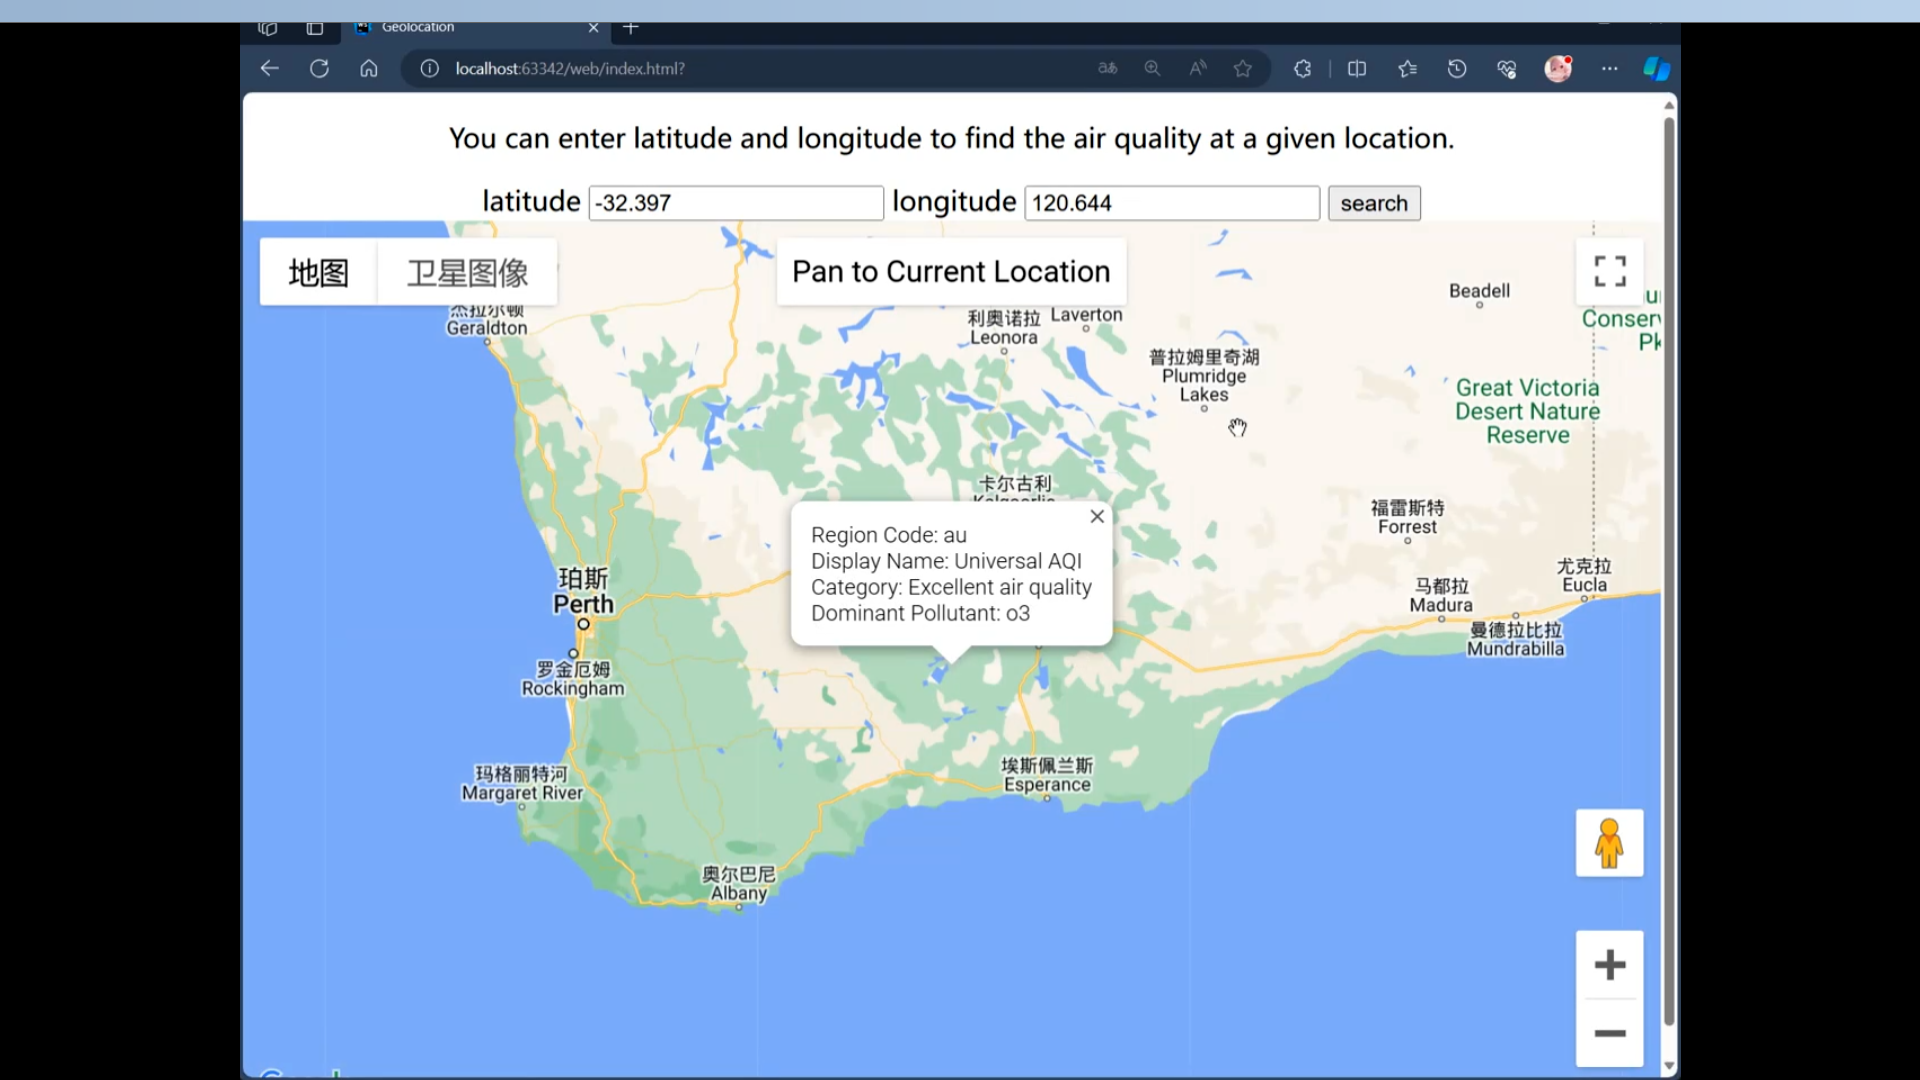 Geolocation
localhost:63342/web/index.html?
You can enter latitude and longitude to find the air quality at a given location.
latitude -32.397 longitude 120.644 search
地图 卫星图像
Pan to Current Location
杰拉尔顿
Geraldton
利奥诺拉
Leonora
Laverton
Beadell
普拉姆里奇湖
Plumridge
Lakes
Great Victoria
Desert Nature
Reserve
卡尔古利
福雷斯特
Forrest
尤克拉
Eucla
马都拉
Madura
曼德拉比拉
Mundrabilla
Region Code: au
Display Name: Universal AQI
Category: Excellent air quality
Dominant Pollutant: o3
珀斯
Perth
罗金厄姆
Rockingham
玛格丽特河
Margaret River
埃斯佩兰斯
Esperance
奥尔巴尼
Albany